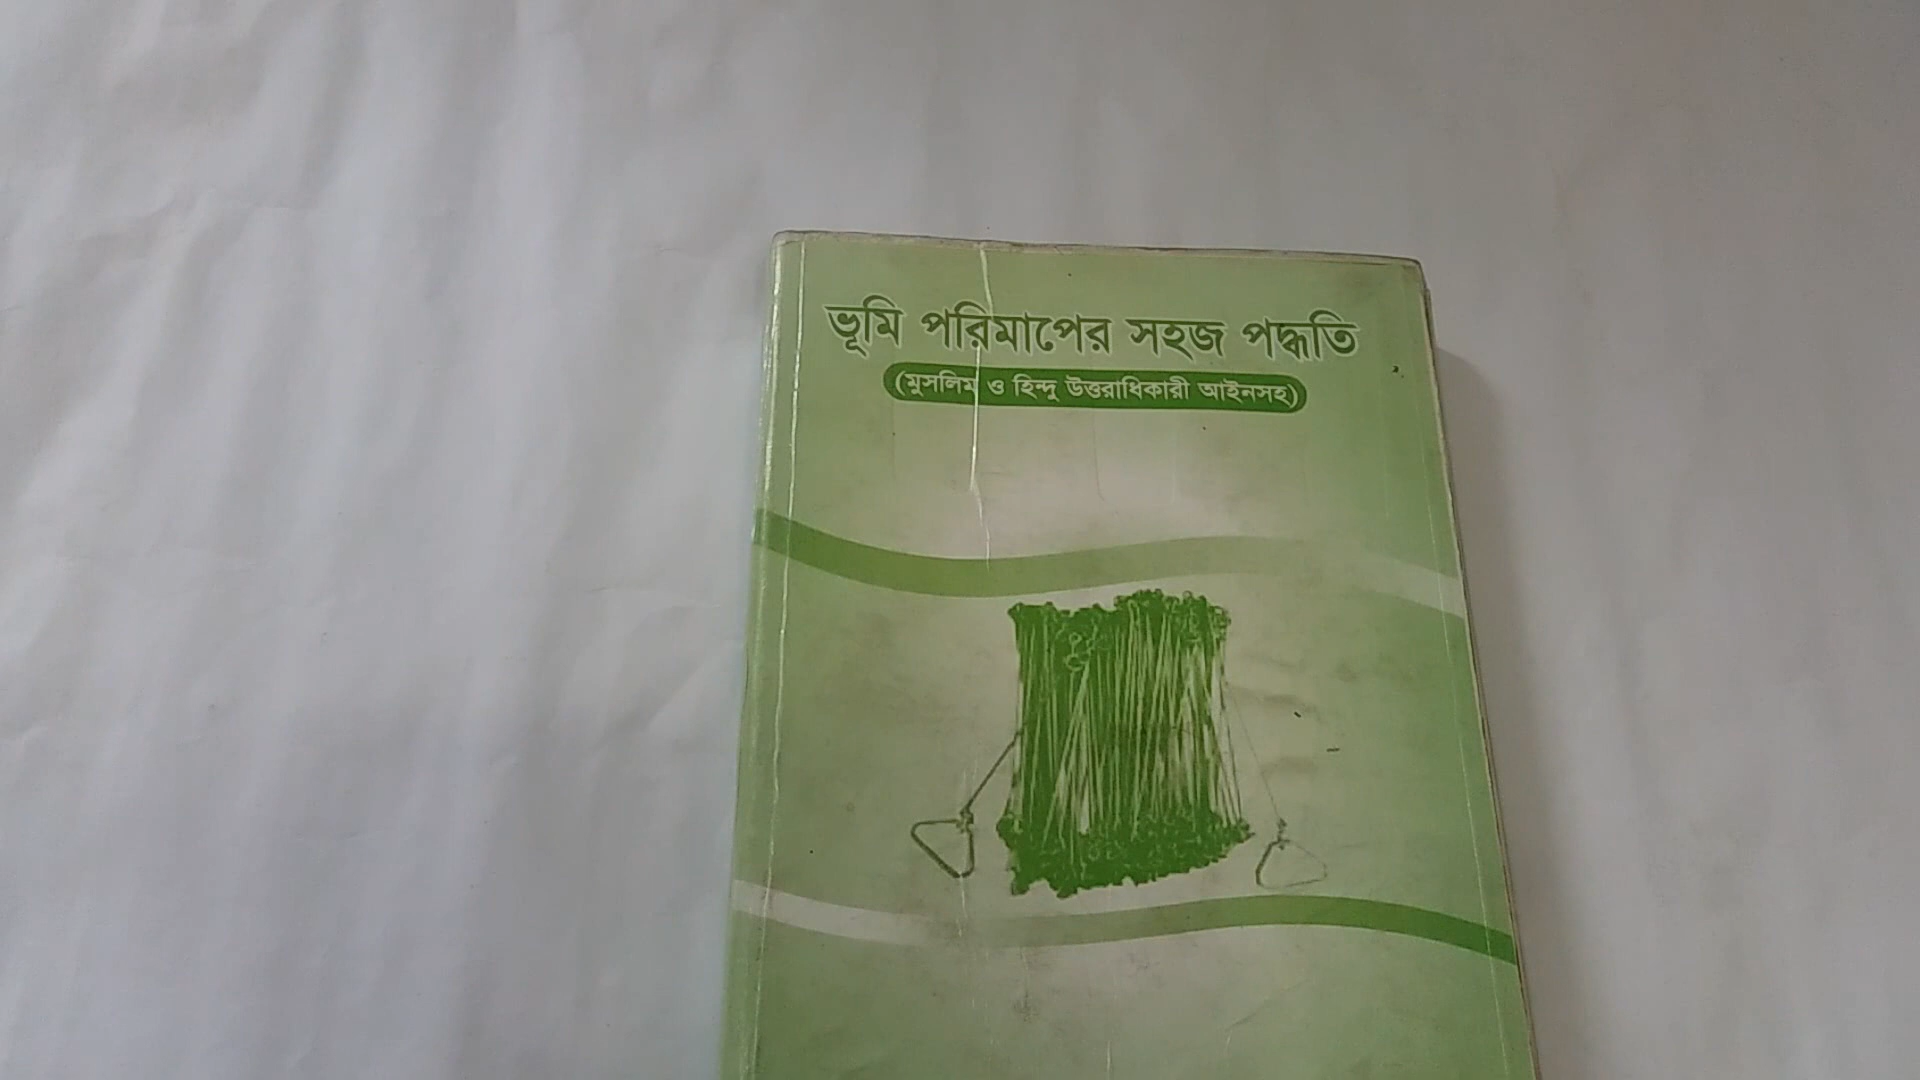 ভূমি পরিমাপের সহজ পদ্ধতি
(মুসলিম ও হিন্দু উত্তরাধিকারী আইনসহ)